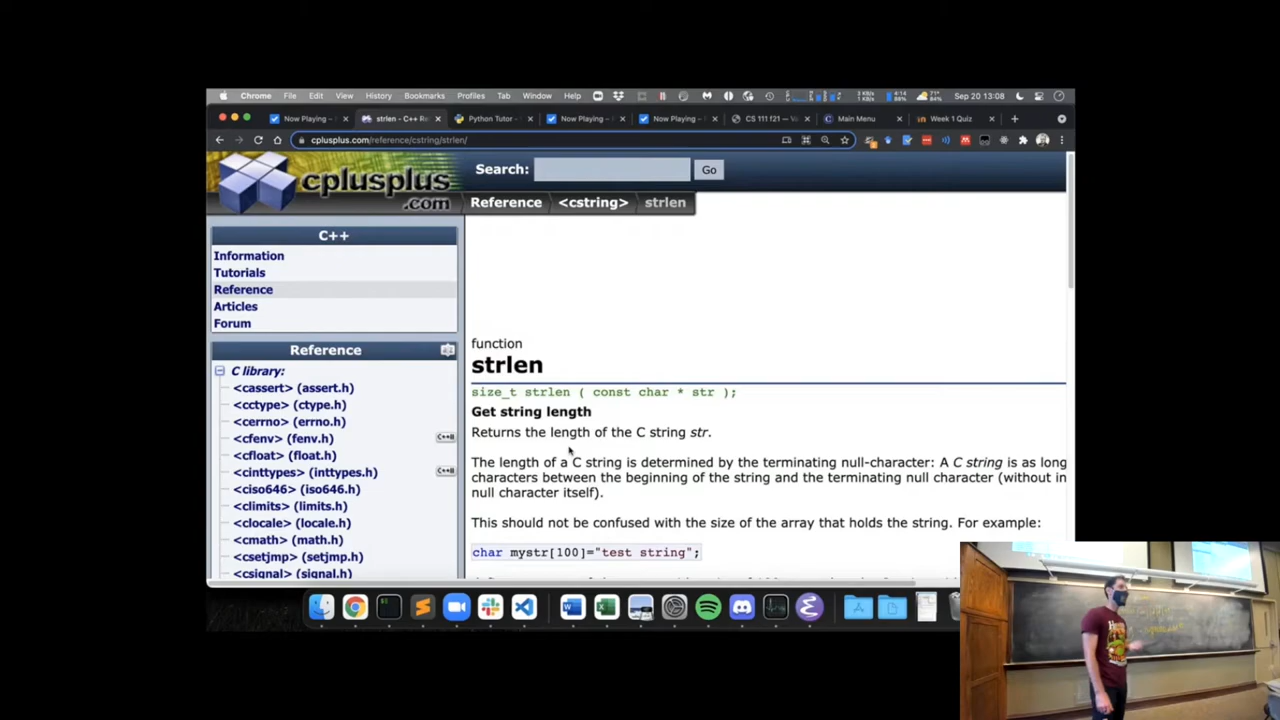 Chrome File Edit View History Bookmarks Profiles Tab Window Help Sep 20 13:08
Now Playing - strlen - C++ Re Python Tutor - Now Playing - Now Playing - CS 111 f21 — Main Menu Week 1 Quiz
cplusplus.com/reference/cstring/strlen/
cplusplus
.com
Search: Go
Reference <cstring> strlen
C++
Information
Tutorials
Reference
Articles
Forum
Reference
C library:
<cassert> (assert.h)
<cctype> (ctype.h)
<cerrno> (errno.h)
<cfenv> (fenv.h)
<cfloat> (float.h)
<cinttypes> (inttypes.h)
<ciso646> (iso646.h)
<climits> (limits.h)
<clocale> (locale.h)
<cmath> (math.h)
<csetjmp> (setjmp.h)
<csignal> (signal.h)
function
strlen
size_t strlen ( const char * str );
Get string length
Returns the length of the C string str.
The length of a C string is determined by the terminating null-character: A C string is as long
characters between the beginning of the string and the terminating null character (without in
null character itself).
This should not be confused with the size of the array that holds the string. For example:
char mystr[100]="test string";